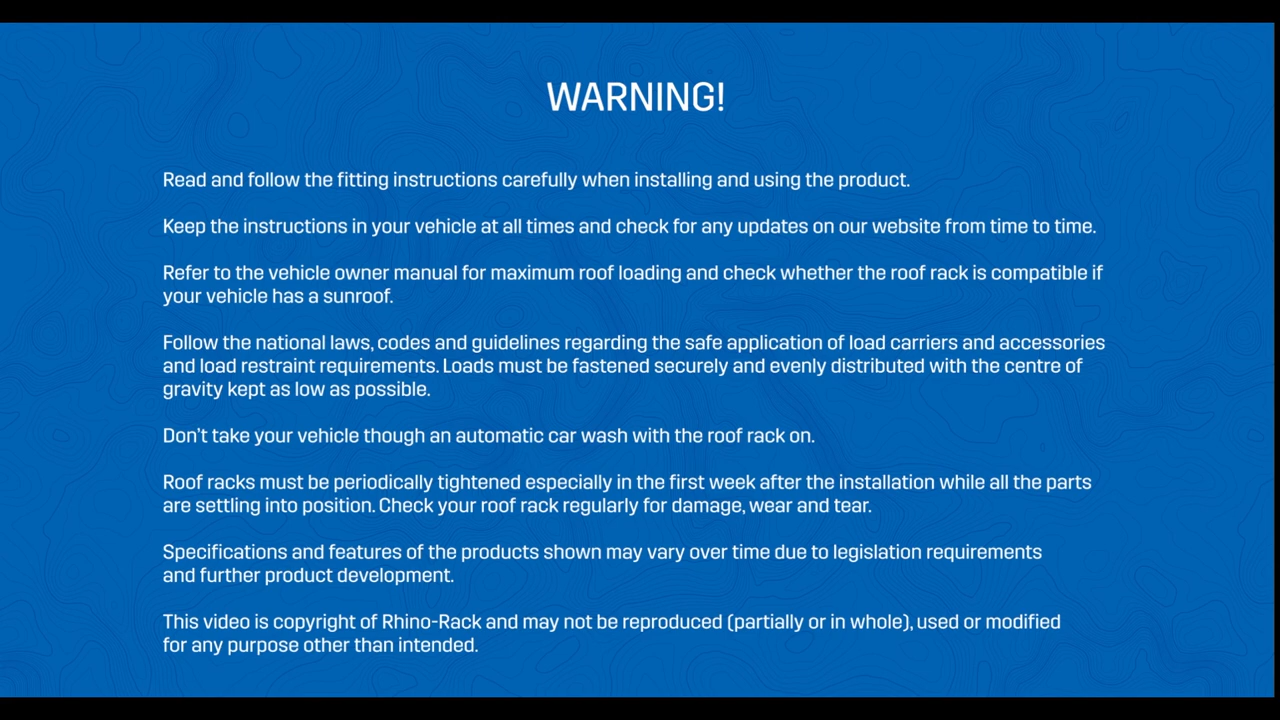 WARNING!
Read and follow the fitting instructions carefully when installing and using the product.
Keep the instructions in your vehicle at all times and check for any updates on our website from time to time.
Refer to the vehicle owner manual for maximum roof loading and check whether the roof rack is compatible if
your vehicle has a sunroof.
Follow the national laws, codes and guidelines regarding the safe application of load carriers and accessories
and load restraint requirements. Loads must be fastened securely and evenly distributed with the centre of
gravity kept as low as possible.
Don't take your vehicle though an automatic car wash with the roof rack on.
Roof racks must be periodically tightened especially in the first week after the installation while all the parts
are settling into position. Check your roof rack regularly for damage, wear and tear.
Specifications and features of the products shown may vary over time due to legislation requirements
and further product development.
This video is copyright of Rhino-Rack and may not be reproduced (partially or in whole), used or modified
for any purpose other than intended.